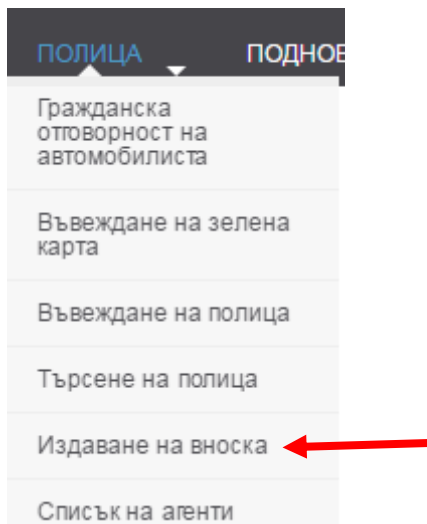 ПОЛИЦА ПОДНОВ
Гражданска
отговорност на
автомобилиста
Въвеждане на зелена
карта
Въвеждане на полица
Търсене на полица
Издаване на вноска
Списък на агенти